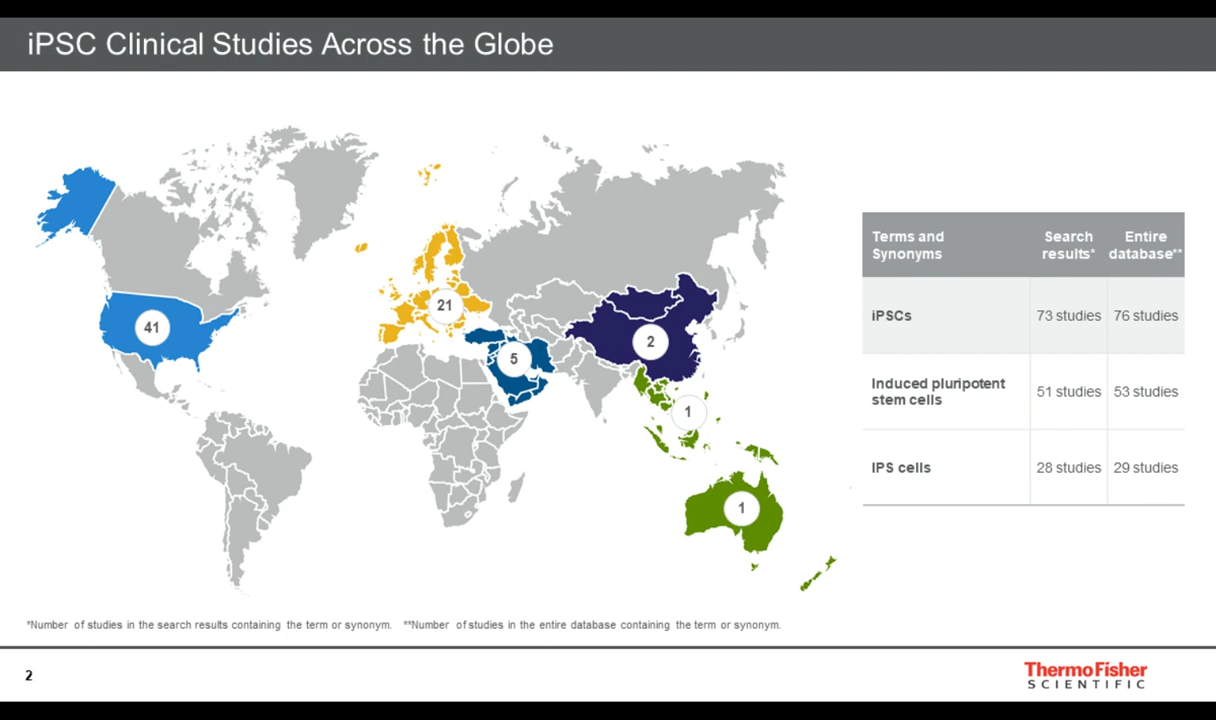 iPSC Clinical Studies Across the Globe
41
21
5
2
1
1
Terms and Synonyms
Search results*
Entire database**
iPSCs
73 studies
76 studies
Induced pluripotent stem cells
51 studies
53 studies
IPS cells
28 studies
29 studies
*Number of studies in the search results containing the term or synonym. **Number of studies in the entire database containing the term or synonym.
2
ThermoFisher
SCIENTIFIC